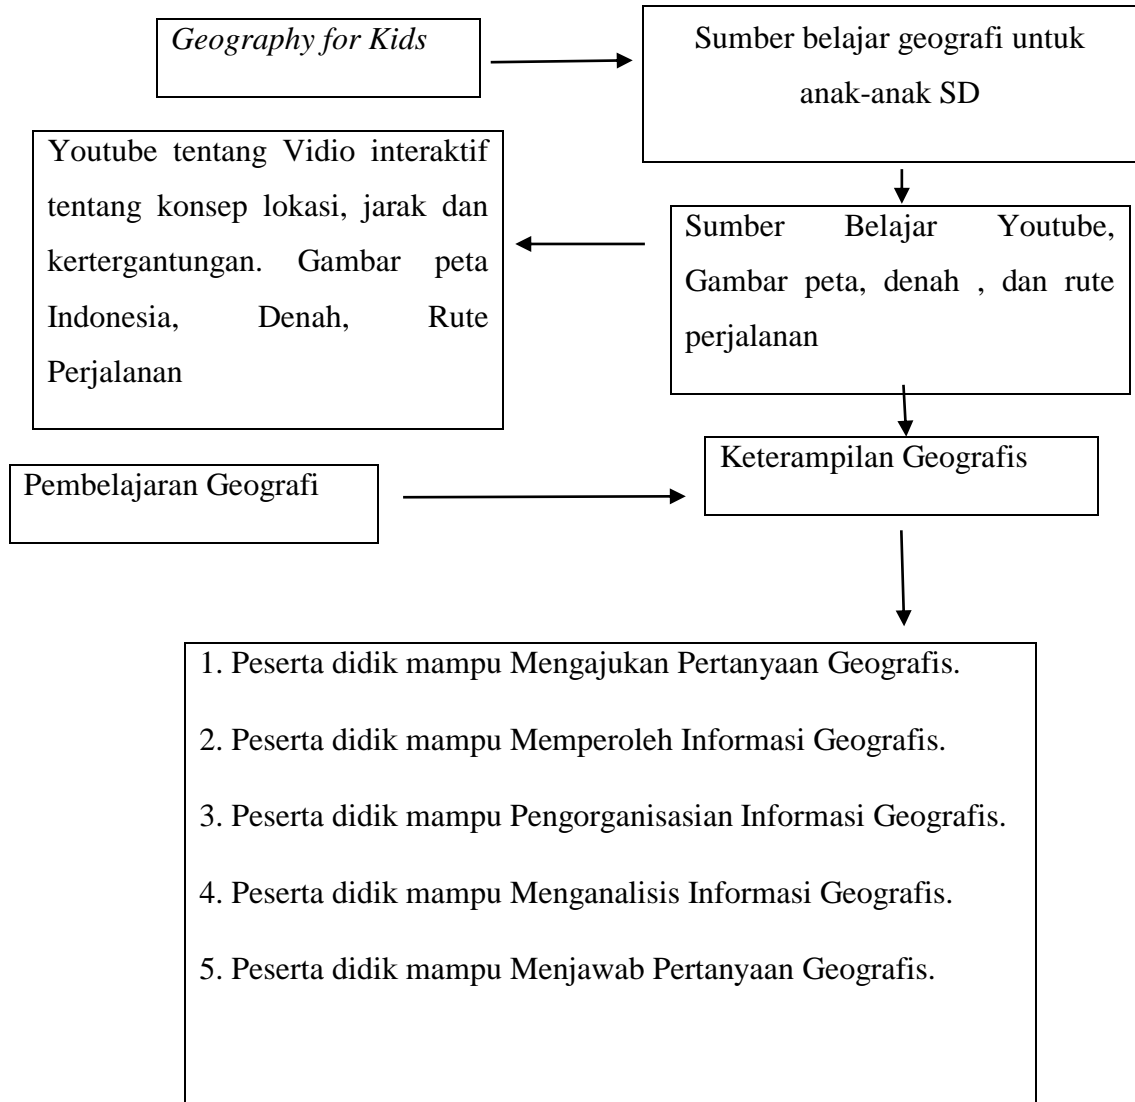 Geography for Kids
Sumber belajar geografi untuk
anak-anak SD
Youtube tentang Vidio interaktif
tentang konsep lokasi, jarak dan
kertergantungan. Gambar peta
Indonesia, Denah, Rute
Perjalanan
Sumber Belajar Youtube,
Gambar peta, denah , dan rute
perjalanan
Keterampilan Geografis
Pembelajaran Geografi
1. Peserta didik mampu Mengajukan Pertanyaan Geografis.
2. Peserta didik mampu Memperoleh Informasi Geografis.
3. Peserta didik mampu Pengorganisasian Informasi Geografis.
4. Peserta didik mampu Menganalisis Informasi Geografis.
5. Peserta didik mampu Menjawab Pertanyaan Geografis.